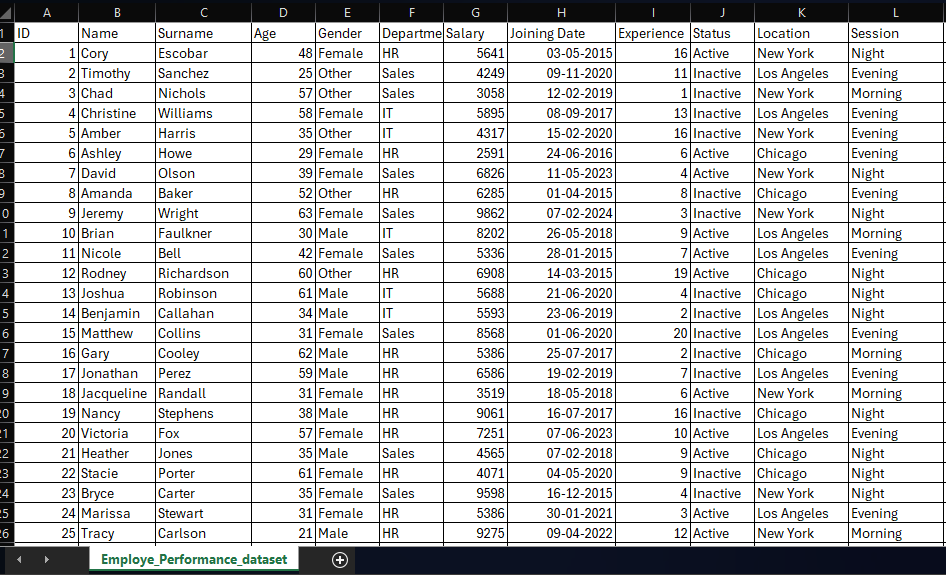 A B C D E F G H I J K L
1 ID Name Surname Age Gender Departme Salary Joining Date Experience Status Location Session
2 1 Cory Escobar 48 Female HR 5641 03-05-2015 16 Active New York Night
3 2 Timothy Sanchez 25 Other Sales 4249 09-11-2020 11 Inactive Los Angeles Evening
4 3 Chad Nichols 57 Other Sales 3058 12-02-2019 1 Inactive New York Morning
5 4 Christine Williams 58 Female IT 5895 08-09-2017 13 Inactive Los Angeles Evening
6 5 Amber Harris 35 Other IT 4317 15-02-2020 16 Inactive New York Evening
7 6 Ashley Howe 29 Female HR 2591 24-06-2016 6 Active Chicago Evening
8 7 David Olson 39 Female Sales 6826 11-05-2023 4 Active New York Night
9 8 Amanda Baker 52 Other HR 6285 01-04-2015 8 Inactive Chicago Evening
0 9 Jeremy Wright 63 Female Sales 9862 07-02-2024 3 Inactive New York Night
1 10 Brian Faulkner 30 Male IT 8202 26-05-2018 9 Active Los Angeles Morning
2 11 Nicole Bell 42 Female Sales 5336 28-01-2015 7 Active Los Angeles Evening
3 12 Rodney Richardson 60 Other HR 6908 14-03-2015 19 Active Chicago Night
4 13 Joshua Robinson 61 Male IT 5688 21-06-2020 4 Inactive Chicago Night
5 14 Benjamin Callahan 34 Male IT 5593 23-06-2019 2 Inactive Los Angeles Night
6 15 Matthew Collins 31 Female Sales 8568 01-06-2020 20 Inactive Los Angeles Evening
7 16 Gary Cooley 62 Male HR 5386 25-07-2017 2 Inactive Chicago Morning
8 17 Jonathan Perez 59 Male HR 6586 19-02-2019 7 Inactive Los Angeles Evening
9 18 Jacqueline Randall 31 Female HR 3519 18-05-2018 6 Active New York Morning
20 19 Nancy Stephens 38 Male HR 9061 16-07-2017 16 Inactive Chicago Night
21 20 Victoria Fox 57 Female HR 7251 07-06-2023 10 Active Los Angeles Evening
22 21 Heather Jones 35 Male Sales 4565 07-02-2018 9 Active Chicago Night
23 22 Stacie Porter 61 Female HR 4071 04-05-2020 9 Inactive Chicago Night
24 23 Bryce Carter 35 Female Sales 9598 16-12-2015 4 Inactive New York Night
25 24 Marissa Stewart 31 Female HR 5386 30-01-2021 3 Active Los Angeles Evening
26 25 Tracy Carlson 21 Male HR 9275 09-04-2022 12 Active New York Morning
Employe_Performance_dataset